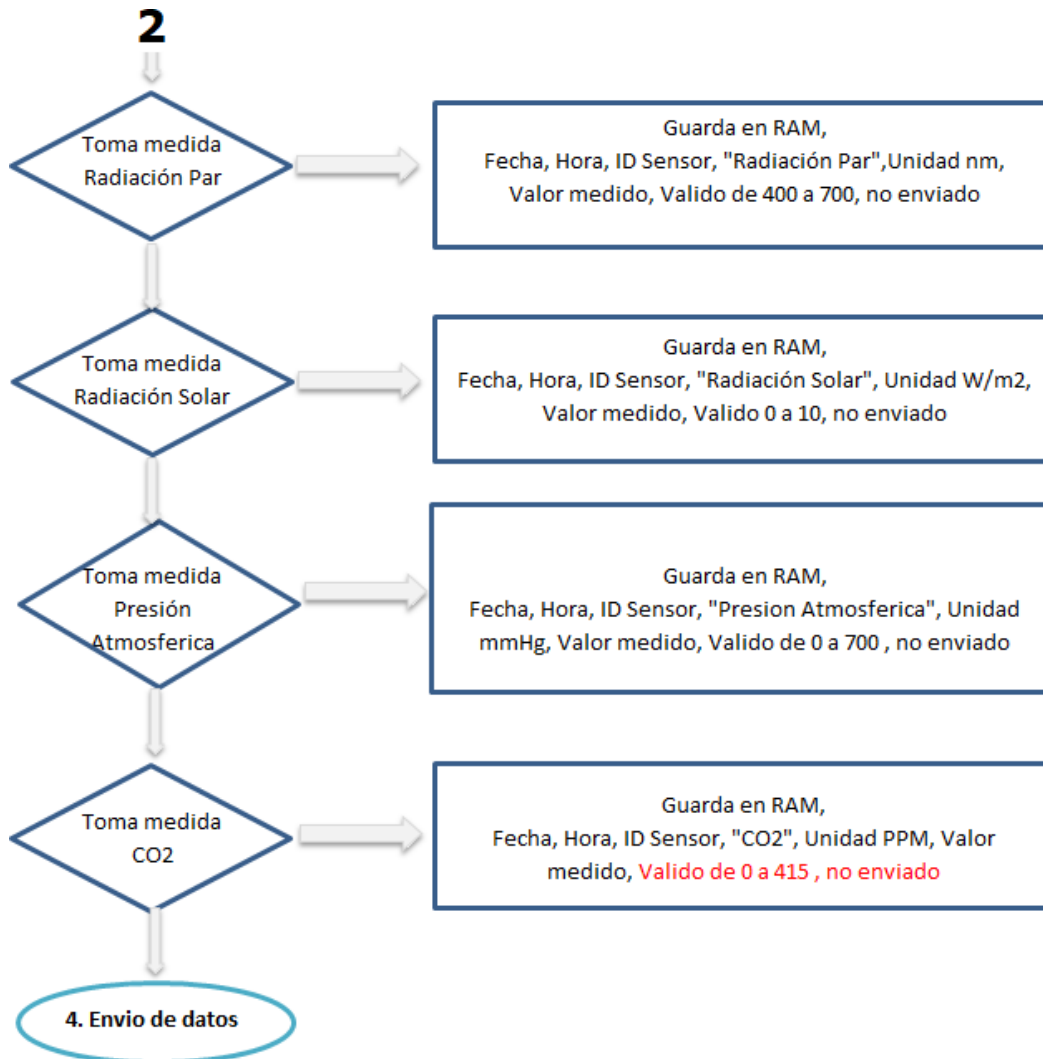 2
Toma medida
Radiación Par
Guarda en RAM,
Fecha, Hora, ID Sensor, "Radiación Par",Unidad nm,
Valor medido, Valido de 400 a 700, no enviado
Toma medida
Radiación Solar
Guarda en RAM,
Fecha, Hora, ID Sensor, "Radiación Solar", Unidad W/m2,
Valor medido, Valido 0 a 10, no enviado
Toma medida
Presión
Atmosferica
Guarda en RAM,
Fecha, Hora, ID Sensor, "Presion Atmosferica", Unidad
mmHg, Valor medido, Valido de 0 a 700 , no enviado
Toma medida
CO2
Guarda en RAM,
Fecha, Hora, ID Sensor, "CO2", Unidad PPM, Valor
medido, Valido de 0 a 415 , no enviado
4. Envio de datos